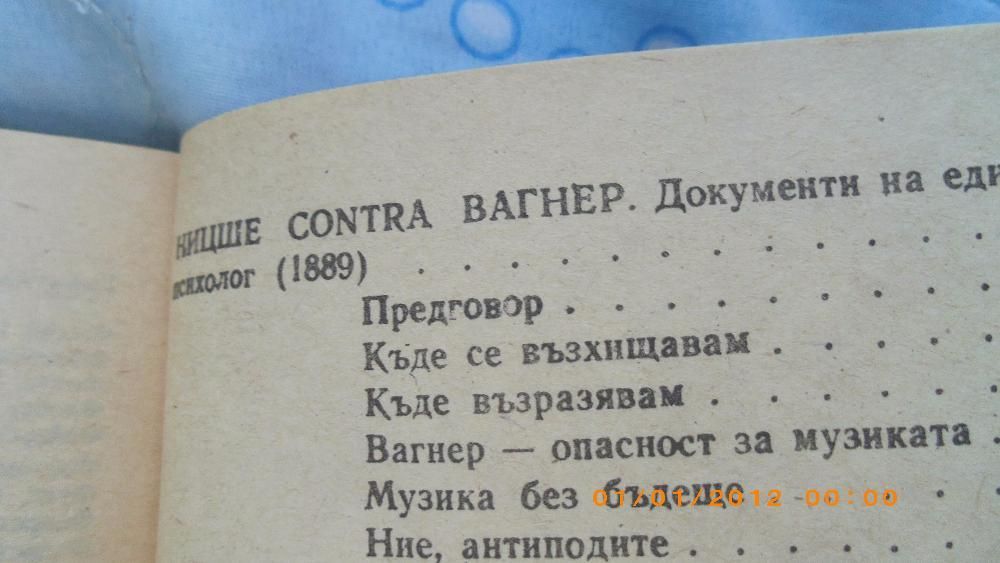 НИЦШЕ CONTRA ВАГНЕР. Документи на
психолог (1889) . . . . . . . . . . . .
Предговор . . . . . . . . . .
Къде се възхищавам . . . . .
Къде възразявам . . . . . . .
Вагнер — опасност за музиката .
Музика без бъдеще . . . . .
Ние, антиподите . . . . . . .
01/01/2012 00:00